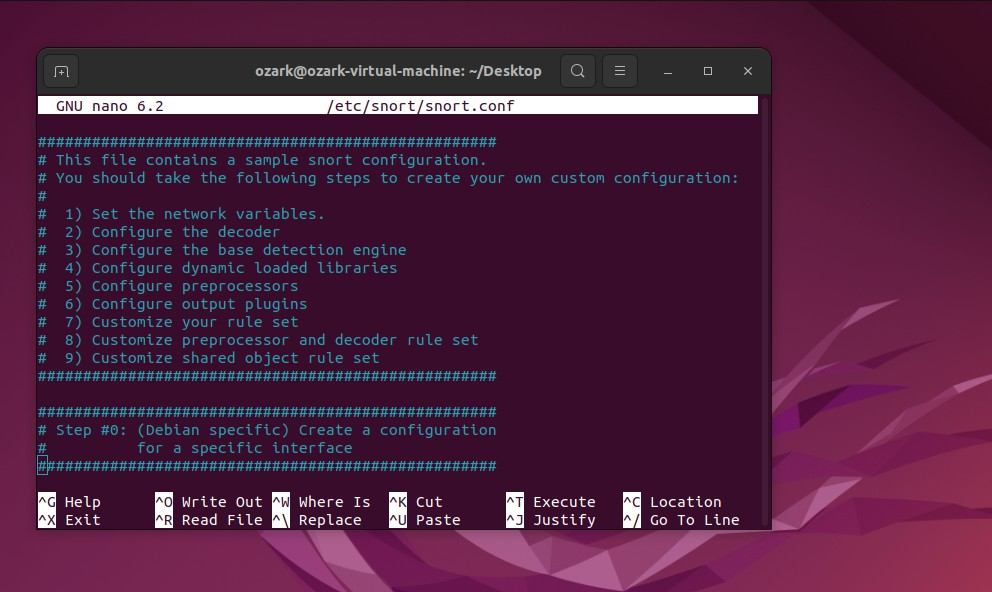 ozark@ozark-virtual-machine: ~/Desktop
GNU nano 6.2 /etc/snort/snort.conf
###################################################
# This file contains a sample snort configuration.
# You should take the following steps to create your own custom configuration:
#
#  1) Set the network variables.
#  2) Configure the decoder
#  3) Configure the base detection engine
#  4) Configure dynamic loaded libraries
#  5) Configure preprocessors
#  6) Configure output plugins
#  7) Customize your rule set
#  8) Customize preprocessor and decoder rule set
#  9) Customize shared object rule set
###################################################
###################################################
# Step #0: (Debian specific) Create a configuration
#          for a specific interface
###################################################
^G Help ^O Write Out ^W Where Is ^K Cut ^T Execute ^C Location
^X Exit ^R Read File ^\ Replace ^U Paste ^J Justify ^/ Go To Line